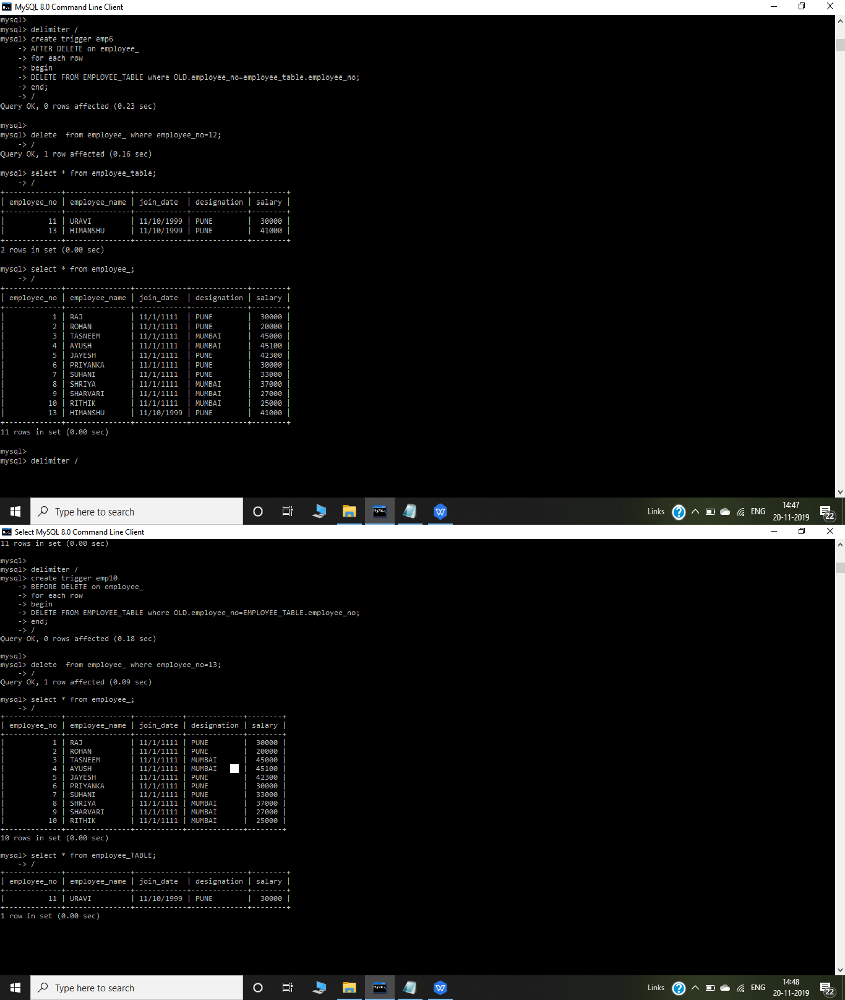 MySQL 8.0 Command Line Client
mysql>
mysql> delimiter /
mysql> create trigger emp6
    -> AFTER DELETE on employee_
    -> for each row
    -> begin
    -> DELETE FROM EMPLOYEE_TABLE where OLD.employee_no=employee_table.employee_no;
    -> end;
    -> /
Query OK, 0 rows affected (0.23 sec)
mysql>
mysql> delete  from employee_ where employee_no=12;
    -> /
Query OK, 1 row affected (0.16 sec)
mysql> select * from employee_table;
    -> /
+-------------+---------------+------------+-------------+--------+
| employee_no | employee_name | join_date  | designation | salary |
+-------------+---------------+------------+-------------+--------+
|          11 | URAVI         | 11/10/1999 | PUNE        |  30000 |
|          13 | HIMANSHU      | 11/10/1999 | PUNE        |  41000 |
+-------------+---------------+------------+-------------+--------+
2 rows in set (0.00 sec)
mysql> select * from employee_;
    -> /
+-------------+---------------+------------+-------------+--------+
| employee_no | employee_name | join_date  | designation | salary |
+-------------+---------------+------------+-------------+--------+
|           1 | RAJ           | 11/1/1111  | PUNE        |  30000 |
|           2 | ROHAN         | 11/1/1111  | PUNE        |  20000 |
|           3 | TASNEEM       | 11/1/1111  | MUMBAI      |  45000 |
|           4 | AYUSH         | 11/1/1111  | MUMBAI      |  45100 |
|           5 | JAYESH        | 11/1/1111  | PUNE        |  42300 |
|           6 | PRIYANKA      | 11/1/1111  | PUNE        |  30000 |
|           7 | SUHANI        | 11/1/1111  | PUNE        |  33000 |
|           8 | SHRIYA        | 11/1/1111  | MUMBAI      |  37000 |
|           9 | SHARVARI      | 11/1/1111  | MUMBAI      |  27000 |
|          10 | RITHIK        | 11/1/1111  | MUMBAI      |  25000 |
|          13 | HIMANSHU      | 11/10/1999 | PUNE        |  41000 |
+-------------+---------------+------------+-------------+--------+
11 rows in set (0.00 sec)
mysql>
mysql> delimiter /
Type here to search
Links ENG 14:47
20-11-2019 22
Select MySQL 8.0 Command Line Client
11 rows in set (0.00 sec)
mysql>
mysql> delimiter /
mysql> create trigger emp10
    -> BEFORE DELETE on employee_
    -> for each row
    -> begin
    -> DELETE FROM EMPLOYEE_TABLE where OLD.employee_no=EMPLOYEE_TABLE.employee_no;
    -> end;
    -> /
Query OK, 0 rows affected (0.18 sec)
mysql>
mysql> delete  from employee_ where employee_no=13;
    -> /
Query OK, 1 row affected (0.09 sec)
mysql> select * from employee_;
    -> /
+-------------+---------------+-----------+-------------+--------+
| employee_no | employee_name | join_date | designation | salary |
+-------------+---------------+-----------+-------------+--------+
|           1 | RAJ           | 11/1/1111 | PUNE        |  30000 |
|           2 | ROHAN         | 11/1/1111 | PUNE        |  20000 |
|           3 | TASNEEM       | 11/1/1111 | MUMBAI      |  45000 |
|           4 | AYUSH         | 11/1/1111 | MUMBAI      |  45100 |
|           5 | JAYESH        | 11/1/1111 | PUNE        |  42300 |
|           6 | PRIYANKA      | 11/1/1111 | PUNE        |  30000 |
|           7 | SUHANI        | 11/1/1111 | PUNE        |  33000 |
|           8 | SHRIYA        | 11/1/1111 | MUMBAI      |  37000 |
|           9 | SHARVARI      | 11/1/1111 | MUMBAI      |  27000 |
|          10 | RITHIK        | 11/1/1111 | MUMBAI      |  25000 |
+-------------+---------------+-----------+-------------+--------+
10 rows in set (0.00 sec)
mysql> select * from employee_TABLE;
    -> /
+-------------+---------------+------------+-------------+--------+
| employee_no | employee_name | join_date  | designation | salary |
+-------------+---------------+------------+-------------+--------+
|          11 | URAVI         | 11/10/1999 | PUNE        |  30000 |
+-------------+---------------+------------+-------------+--------+
1 row in set (0.00 sec)
Type here to search
Links ENG 14:48
20-11-2019 22